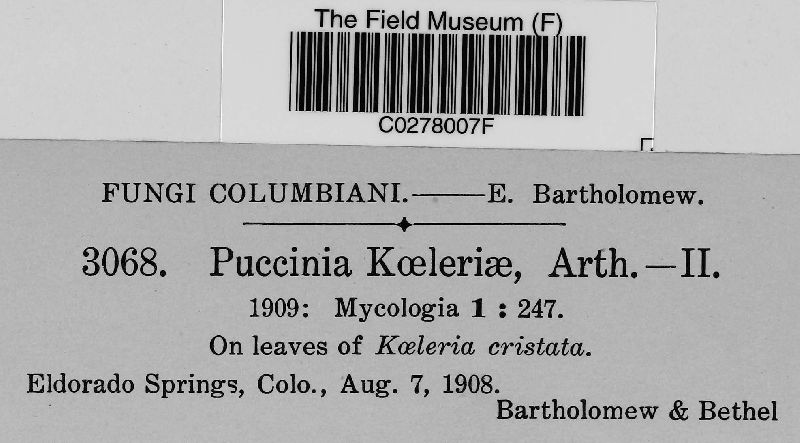 The Field Museum (F)
C0278007F
FUNGI COLUMBIANI.——E. Bartholomew.
3068. Puccinia Kœleriæ, Arth.—II.
1909: Mycologia 1 : 247.
On leaves of Kœleria cristata.
Eldorado Springs, Colo., Aug. 7, 1908.
Bartholomew & Bethel